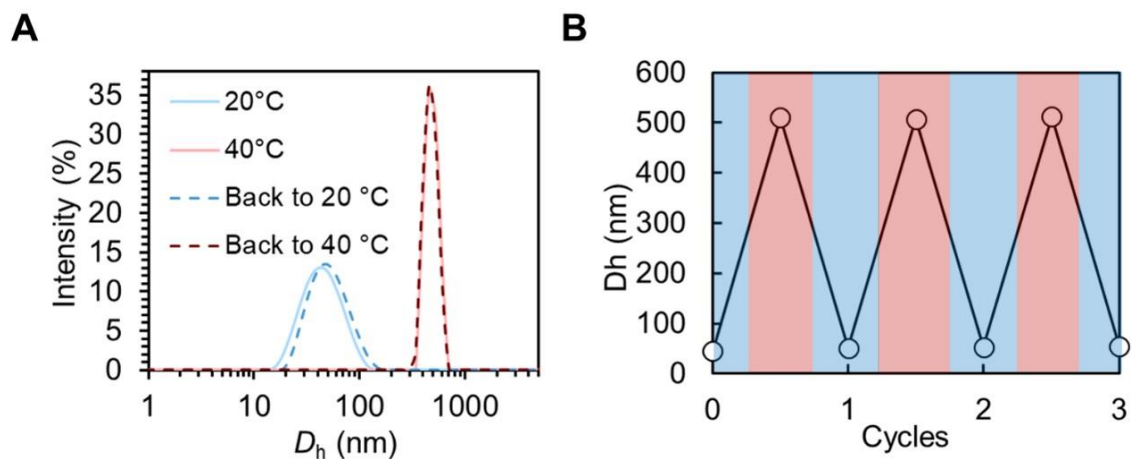 A
35
30
25
20
15
10
5
0
Intensity (%)
20°C
40°C
Back to 20 °C
Back to 40 °C
1 10 100 1000
Dh (nm)
B
600
500
400
300
200
100
0
Dh (nm)
0 1 2 3
Cycles